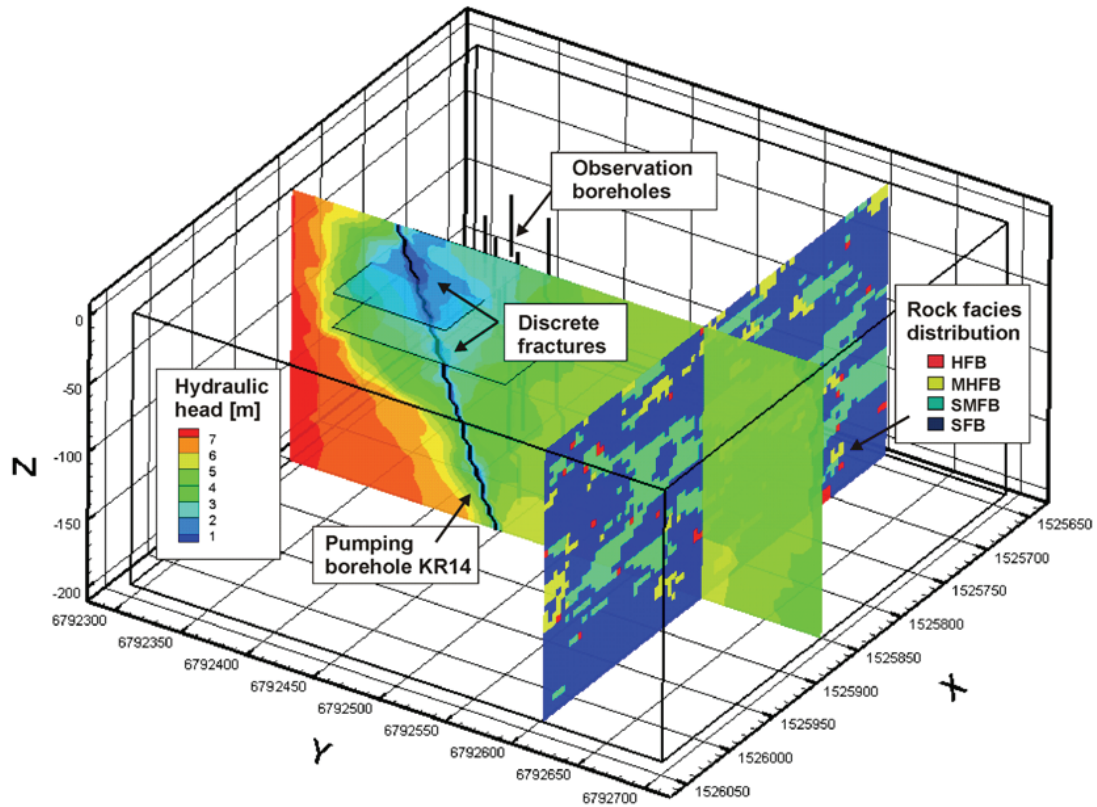 Observation
boreholes
Rock facies
distribution
HFB
MHFB
SMFB
SFB
Discrete
fractures
Hydraulic
head [m]
7
6
5
4
3
2
1
Pumping
borehole KR14
Z
0
-50
-100
-150
-200
Y
6792300
6792350
6792400
6792450
6792500
6792550
6792600
6792650
6792700
X
1525650
1525700
1525750
1525800
1525850
1525900
1525950
1526000
1526050